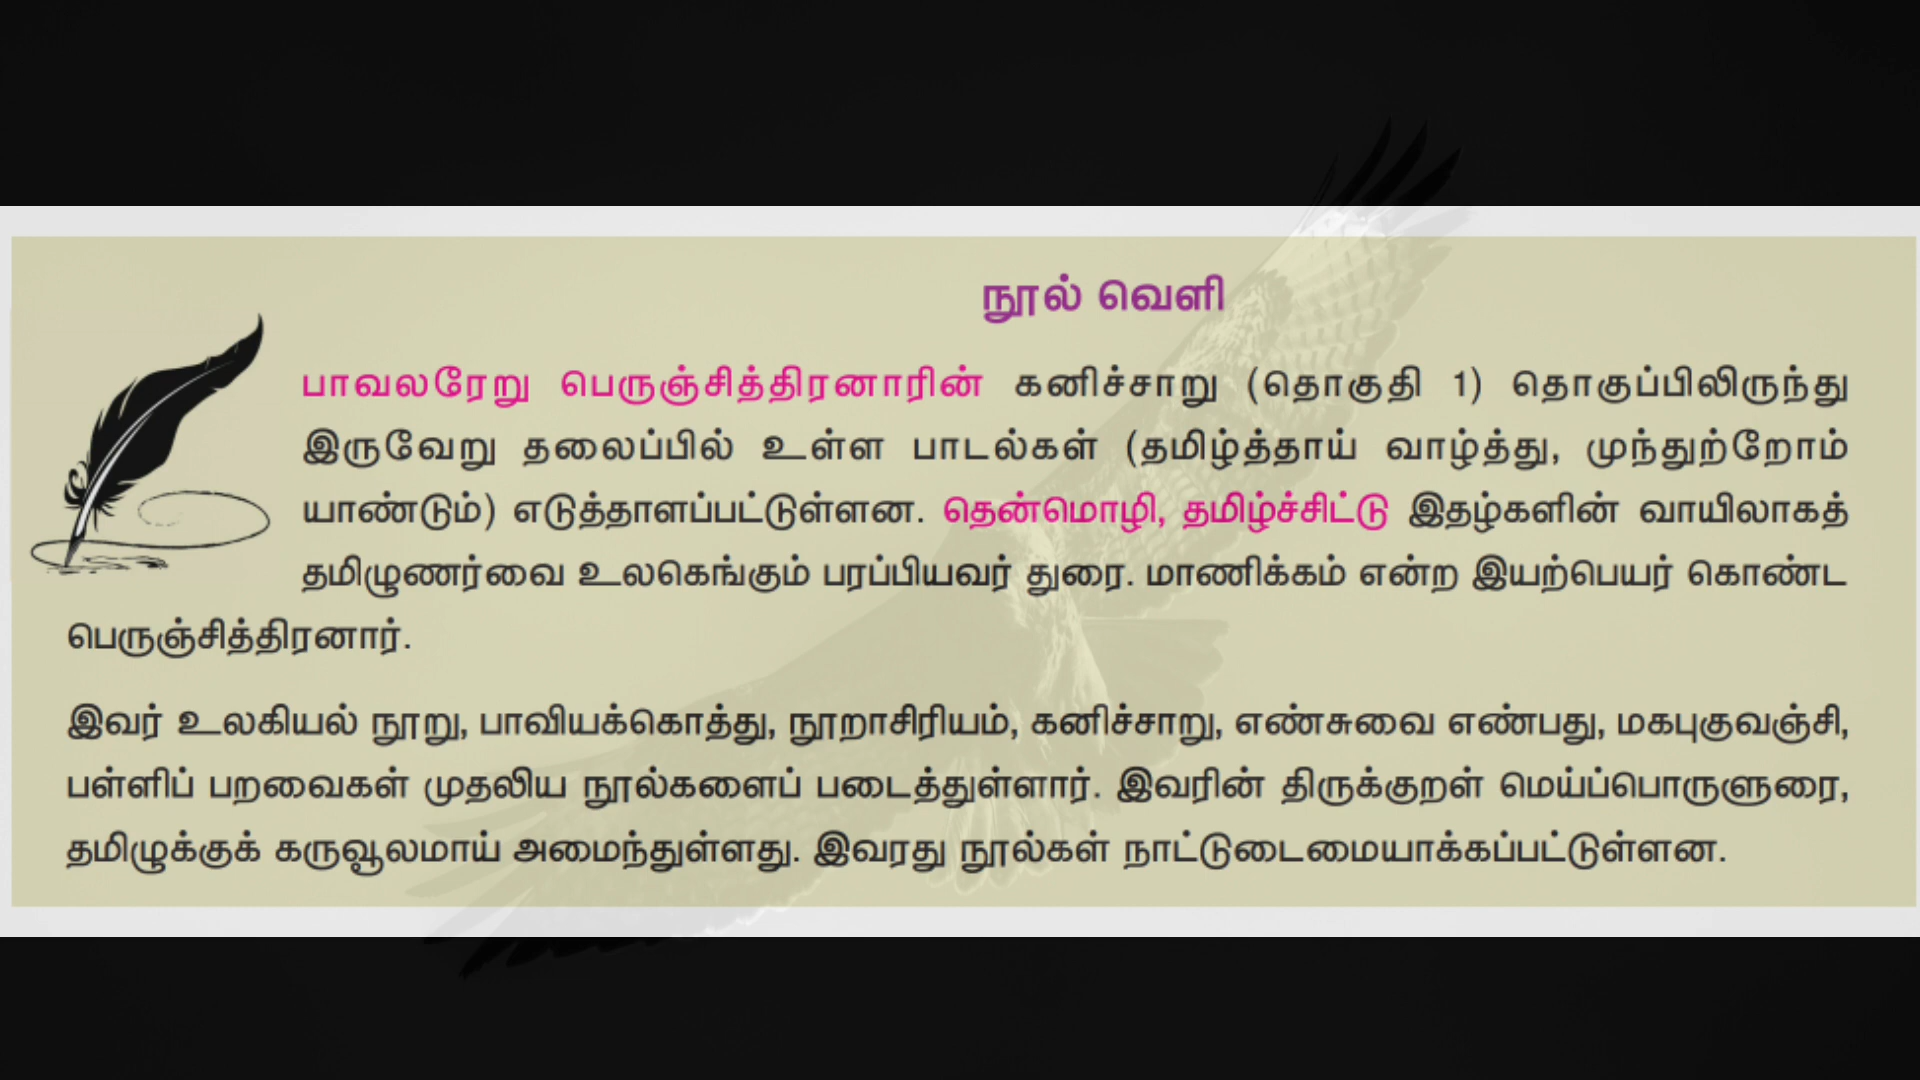 நூல் வெளி
பாவலரேறு பெருஞ்சித்திரனாரின் கனிச்சாறு (தொகுதி 1) தொகுப்பிலிருந்து
இருவேறு தலைப்பில் உள்ள பாடல்கள் (தமிழ்த்தாய் வாழ்த்து, முந்துற்றோம்
யாண்டும்) எடுத்தாளப்பட்டுள்ளன. தென்மொழி, தமிழ்ச்சிட்டு இதழ்களின் வாயிலாகத்
தமிழுணர்வை உலகெங்கும் பரப்பியவர் துரை. மாணிக்கம் என்ற இயற்பெயர் கொண்ட
பெருஞ்சித்திரனார்.
இவர் உலகியல் நூறு, பாவியக்கொத்து, நூறாசிரியம், கனிச்சாறு, எண்சுவை எண்பது, மகபுகுவஞ்சி,
பள்ளிப் பறவைகள் முதலிய நூல்களைப் படைத்துள்ளார். இவரின் திருக்குறள் மெய்ப்பொருளுரை,
தமிழுக்குக் கருவூலமாய் அமைந்துள்ளது. இவரது நூல்கள் நாட்டுடைமையாக்கப்பட்டுள்ளன.